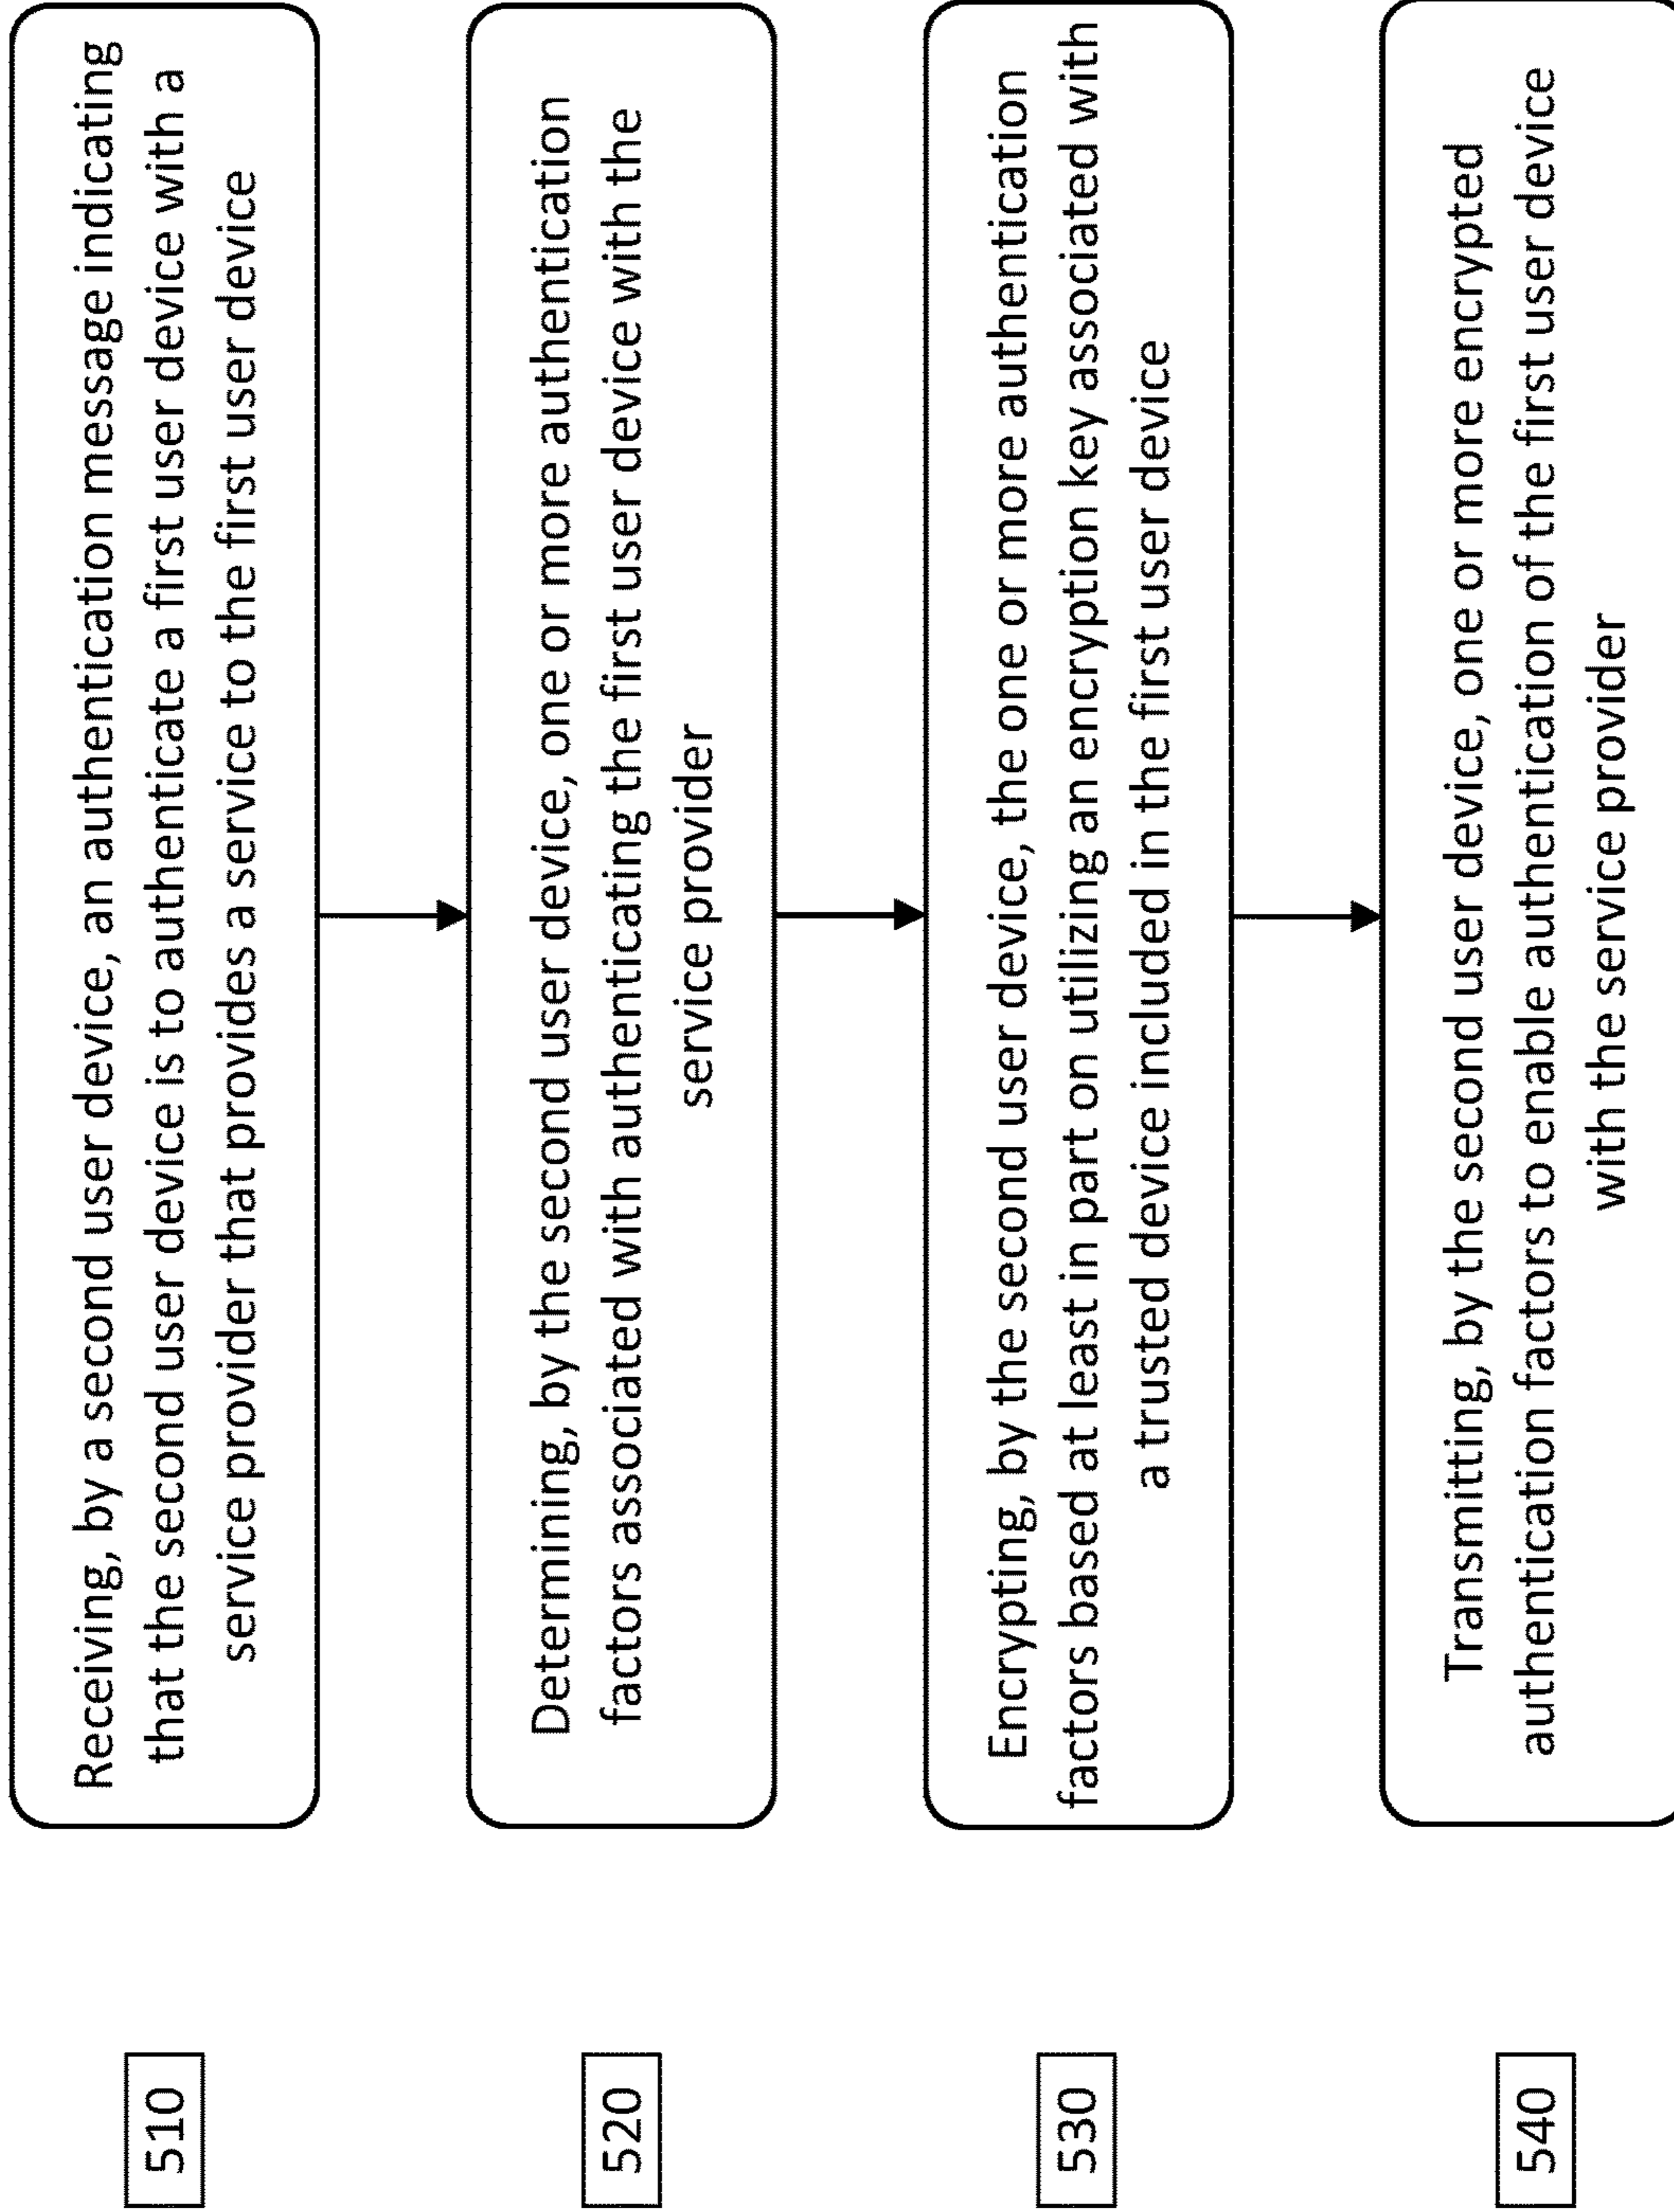 510
Receiving, by a second user device, an authentication message indicating
that the second user device is to authenticate a first user device with a
service provider that provides a service to the first user device
520
Determining, by the second user device, one or more authentication
factors associated with authenticating the first user device with the
service provider
530
Encrypting, by the second user device, the one or more authentication
factors based at least in part on utilizing an encryption key associated with
a trusted device included in the first user device
540
Transmitting, by the second user device, one or more encrypted
authentication factors to enable authentication of the first user device
with the service provider